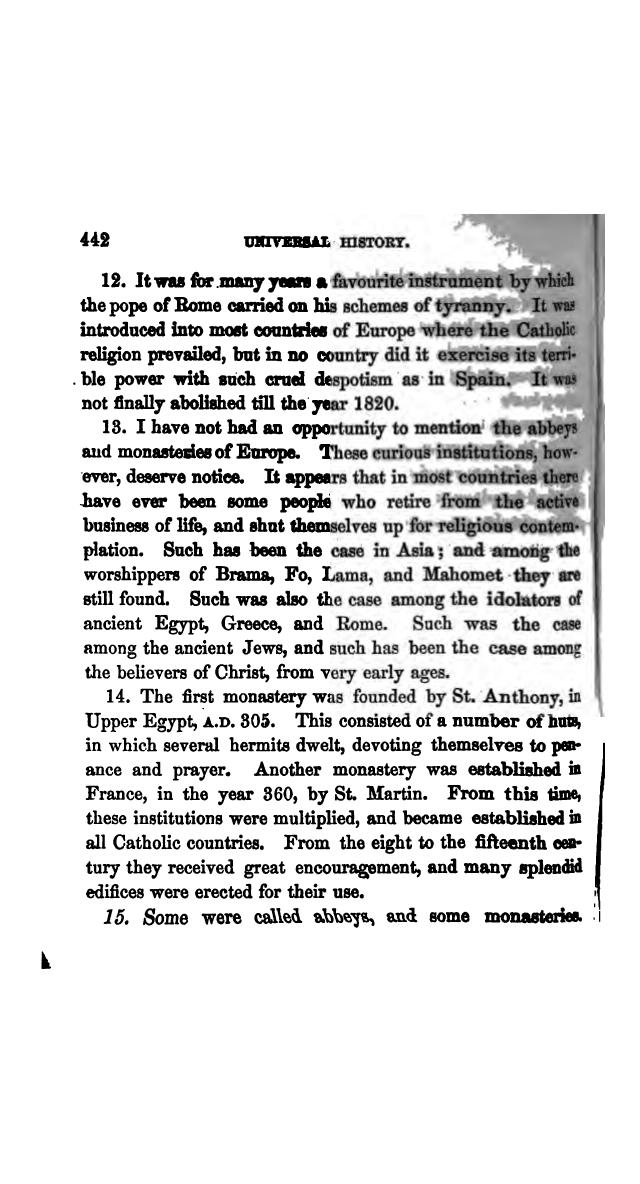 442 UNIVERSAL HISTORY.
12. It was for many years a favourite instrument by which
the pope of Rome carried on his schemes of tyranny. It was
introduced into most countries of Europe where the Catholic
religion prevailed, but in no country did it exercise its terri-
ble power with such cruel despotism as in Spain. It was
not finally abolished till the year 1820.
13. I have not had an opportunity to mention the abbeys
and monasteries of Europe. These curious institutions, how-
ever, deserve notice. It appears that in most countries there
have ever been some people who retire from the active
business of life, and shut themselves up for religious contem-
plation. Such has been the case in Asia; and among the
worshippers of Brama, Fo, Lama, and Mahomet they are
still found. Such was also the case among the idolators of
ancient Egypt, Greece, and Rome. Such was the case
among the ancient Jews, and such has been the case among
the believers of Christ, from very early ages.
14. The first monastery was founded by St. Anthony, in
Upper Egypt, A.D. 305. This consisted of a number of huts,
in which several hermits dwelt, devoting themselves to pen-
ance and prayer. Another monastery was established in
France, in the year 360, by St. Martin. From this time,
these institutions were multiplied, and became established in
all Catholic countries. From the eight to the fifteenth cen-
tury they received great encouragement, and many splendid
edifices were erected for their use.
15. Some were called abbeys, and some monasteries.